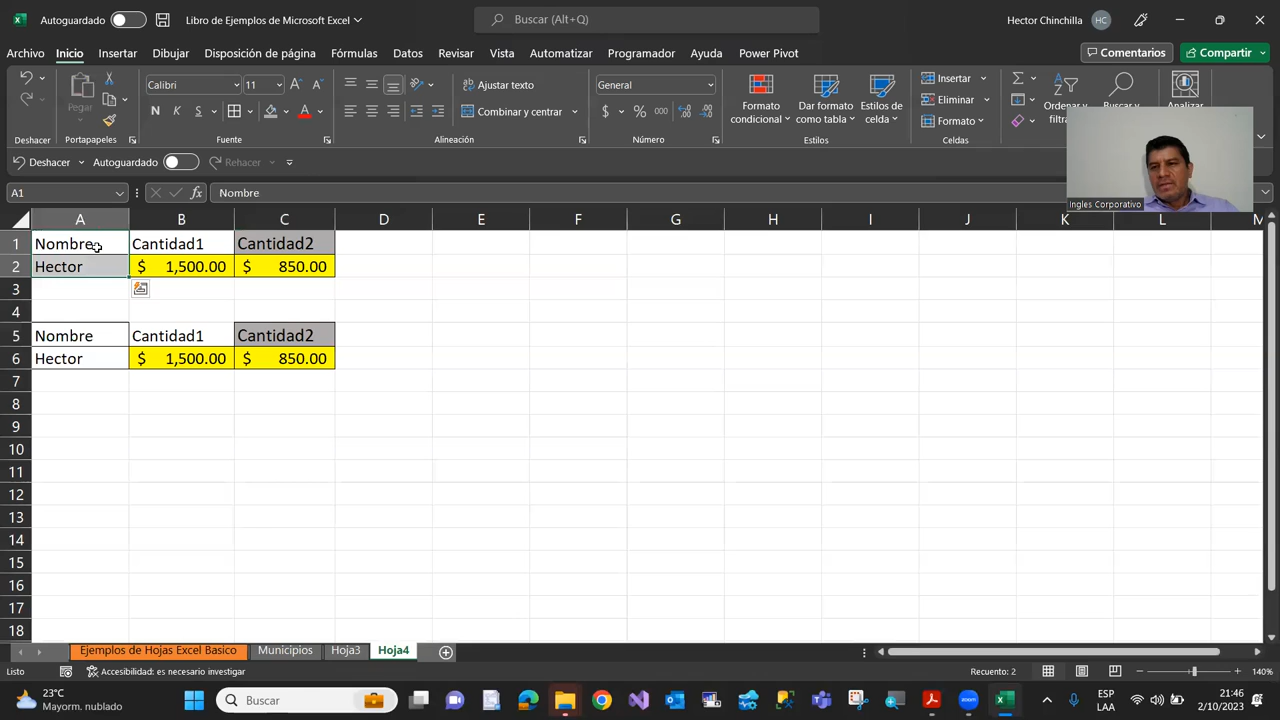 Autoguardado
Libro de Ejemplos de Microsoft Excel
Buscar (Alt+Q)
Hector Chinchilla
HC
Archivo
Inicio
Insertar
Dibujar
Disposición de página
Fórmulas
Datos
Revisar
Vista
Automatizar
Programador
Ayuda
Power Pivot
Comentarios
Compartir
Pegar
Calibri
11
N
K
S
Ajustar texto
Combinar y centrar
General
$ % 000
Formato condicional
Dar formato como tabla
Estilos de celda
Insertar
Eliminar
Formato
Ordenar y
filtra
Buscar y
Analizar
Deshacer
Portapapeles
Fuente
Alineación
Número
Estilos
Celdas
Deshacer
Autoguardado
Rehacer
Ingles Corporativo
A1
fx
Nombre
A B C D E F G H I J K L M
1 Nombre Cantidad1 Cantidad2
2 Hector $ 1,500.00 $ 850.00
3
4
5 Nombre Cantidad1 Cantidad2
6 Hector $ 1,500.00 $ 850.00
7
8
9
10
11
12
13
14
15
16
17
18
Ejemplos de Hojas Excel Basico
Municipios
Hoja3
Hoja4
Listo
Accesibilidad: es necesario investigar
Recuento: 2
140%
23°C
Mayorm. nublado
Buscar
ESP
LAA
21:46
2/10/2023